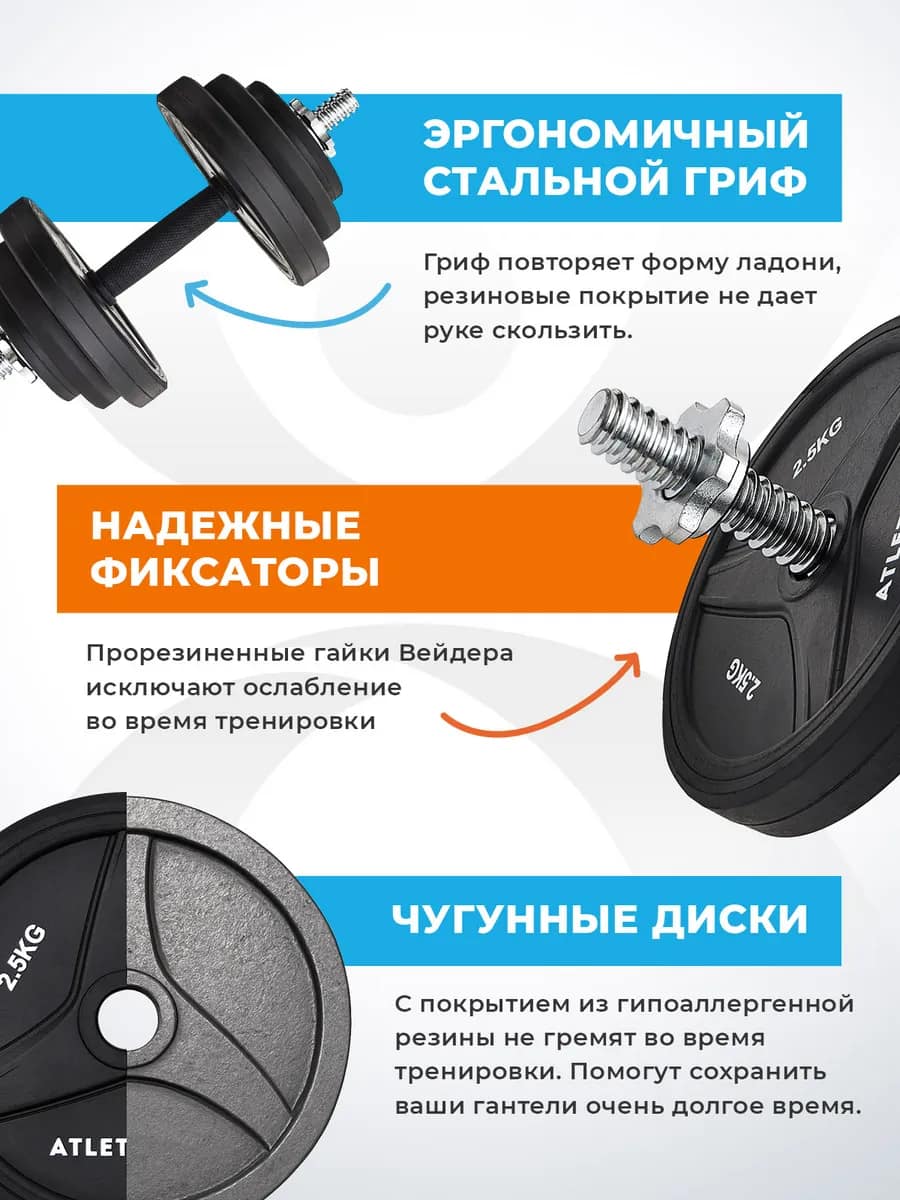 ЭРГОНОМИЧНЫЙ
СТАЛЬНОЙ ГРИФ
Гриф повторяет форму ладони,
резиновые покрытие не дает
руке скользить.
2.5KG
НАДЕЖНЫЕ
ФИКСАТОРЫ
ATLE
2.5KG
Прорезиненные гайки Вейдера
исключают ослабление
во время тренировки
ЧУГУННЫЕ ДИСКИ
2.5KG
С покрытием из гипоаллергенной
резины не гремят во время
тренировки. Помогут сохранить
ваши гантели очень долгое время.
ATLET